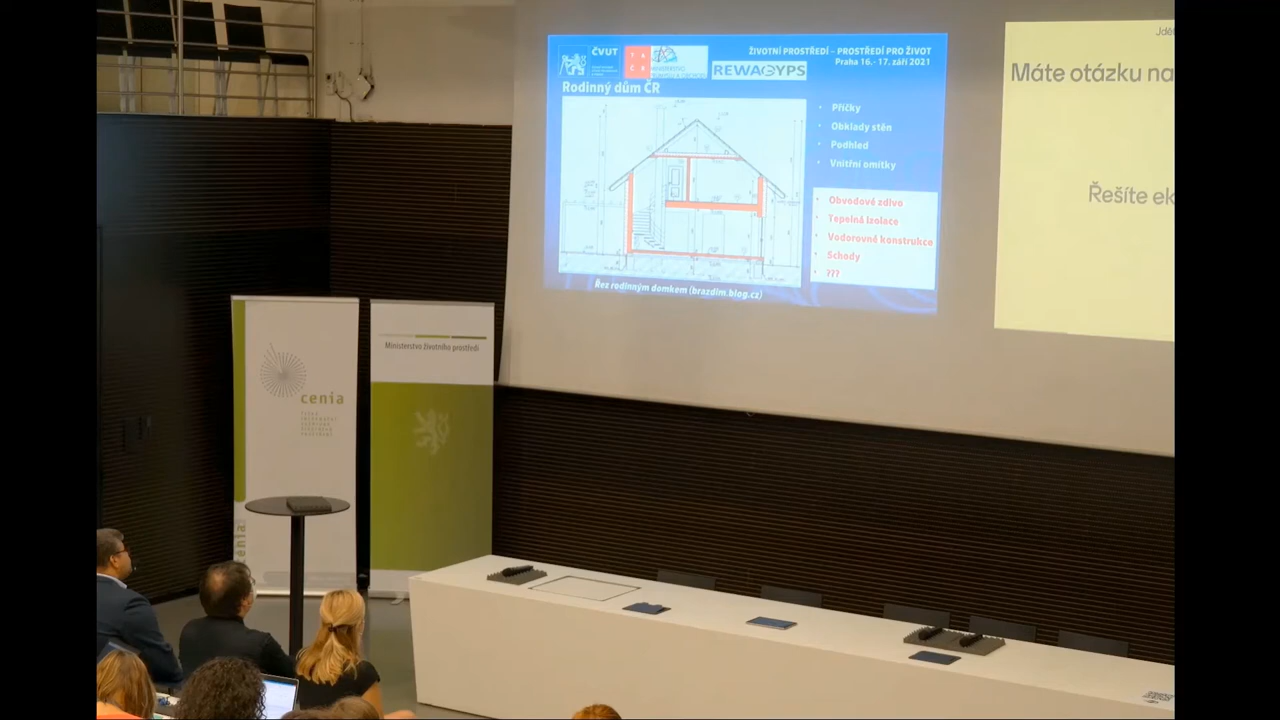 ČVUT
T A
Č R
REWAGYPS
ŽIVOTNÍ PROSTŘEDÍ – PROSTŘEDÍ PRO ŽIVOT
Praha 16.- 17. září 2021
Rodinný dům ČR
• Příčky
• Obklady stěn
• Podhled
• Vnitřní omítky
• Obvodové zdivo
• Tepelná izolace
• Vodorovné konstrukce
• Schody
• ???
Řez rodinným domkem (brazdim.blog.cz)
Máte otázku na
Řešíte ek
cenia
cenia
Ministerstvo životního prostředí